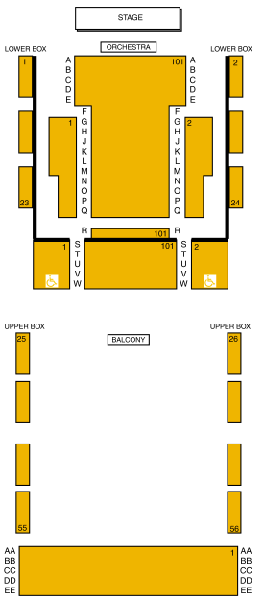 STAGE
LOWER BOX
ORCHESTRA
LOWER BOX
1
A
101
A
2
B
B
C
C
D
D
E
E
F
F
G
1
2
G
H
H
J
J
K
K
L
L
M
M
N
N
O
O
P
P
23
Q
Q
24
R
101
R
1
S
101
S
2
T
T
U
U
V
V
W
W
UPPER BOX
UPPER BOX
25
BALCONY
26
55
56
AA
1
AA
BB
BB
CC
CC
DD
DD
EE
EE